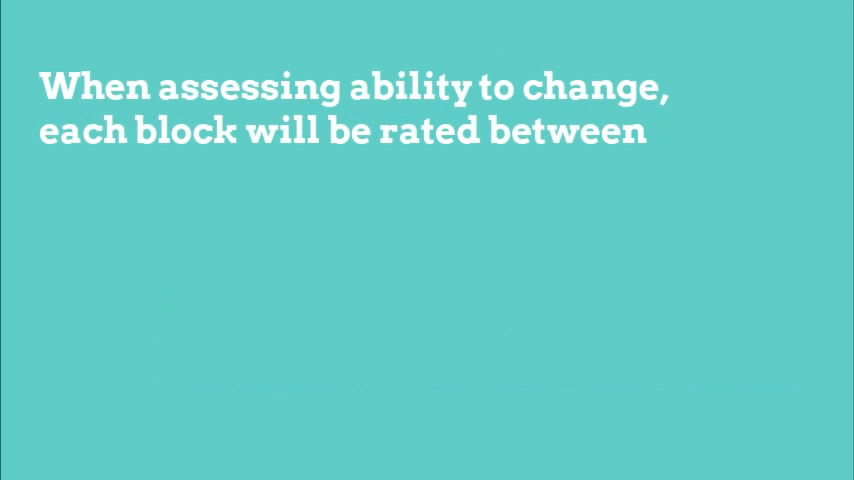 When assessing ability to change,
each block will be rated between